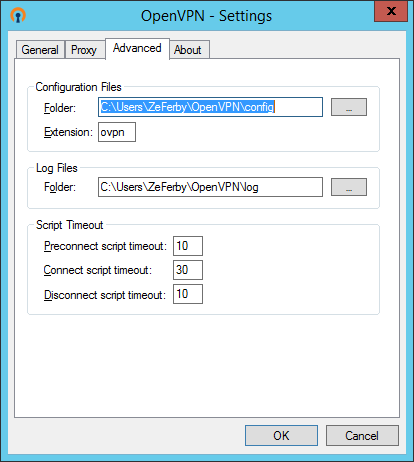 OpenVPN - Settings
x
General Proxy Advanced About
Configuration Files
Folder: C:\Users\ZeFerby\OpenVPN\config ...
Extension: ovpn
Log Files
Folder: C:\Users\ZeFerby\OpenVPN\log ...
Script Timeout
Preconnect script timeout: 10
Connect script timeout: 30
Disconnect script timeout: 10
OK Cancel